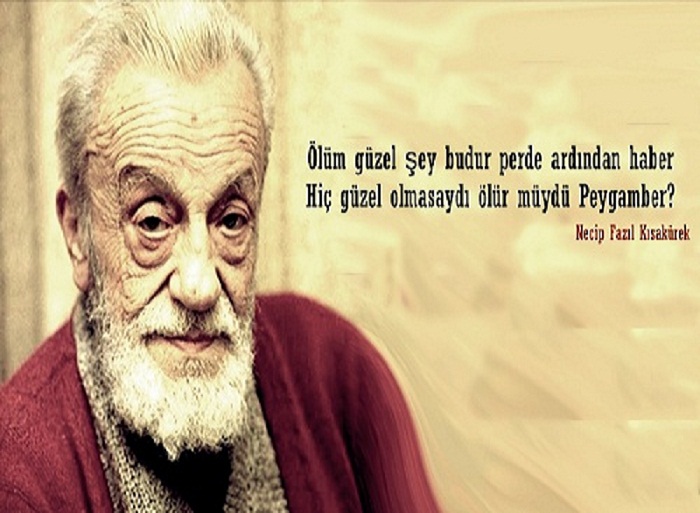 Ölüm güzel şey budur perde ardından haber
Hiç güzel olmasaydı ölür müydü Peygamber?
Necip Fazıl Kısakürek